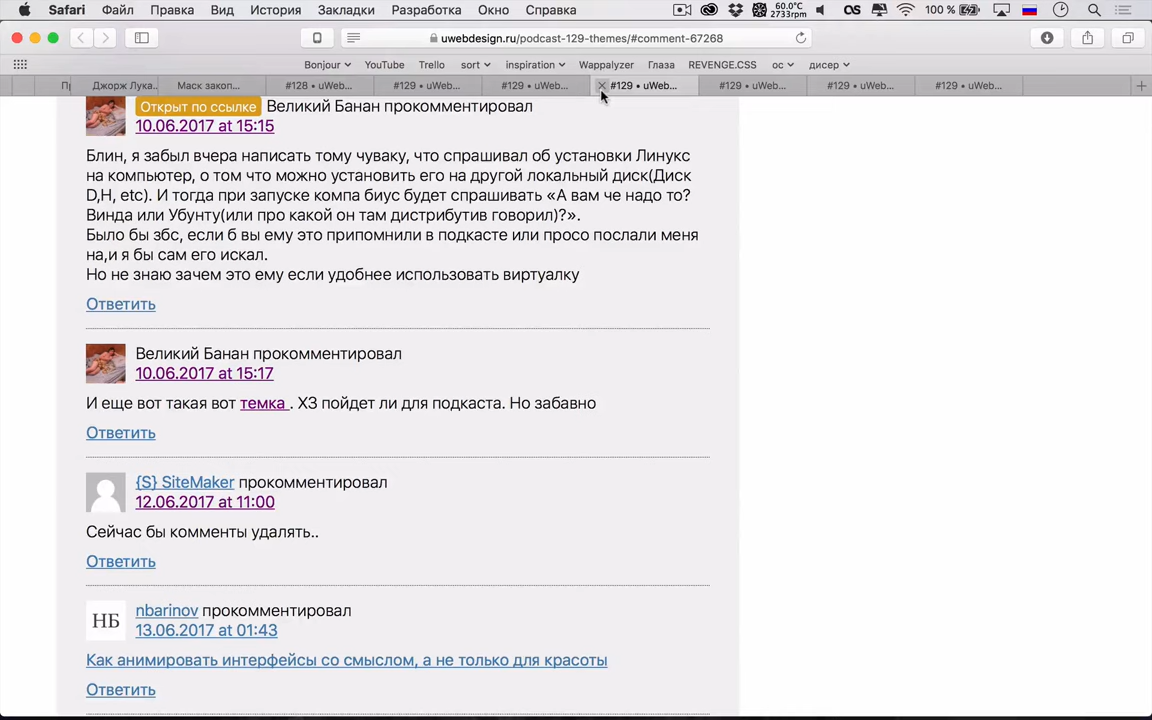 Safari Файл Правка Вид История Закладки Разработка Окно Справка 60.0°C 2733rpm 100 %
uwebdesign.ru/podcast-129-themes/#comment-67268
Bonjour YouTube Trello sort inspiration Wappalyzer Глаза REVENGE.CSS ос дисер
Джорж Лука... Маск закоп... #128 • uWeb... #129 • uWeb... #129 • uWeb... #129 • uWeb... #129 • uWeb... #129 • uWeb... #129 • uWeb...
Открыт по ссылке Великий Банан прокомментировал
10.06.2017 at 15:15
Блин, я забыл вчера написать тому чуваку, что спрашивал об установки Линукс
на компьютер, о том что можно установить его на другой локальный диск(Диск
D,H, etc). И тогда при запуске компа биус будет спрашивать «А вам че надо то?
Винда или Убунту(или про какой он там дистрибутив говорил)?».
Было бы збс, если б вы ему это припомнили в подкасте или просо послали меня
на,и я бы сам его искал.
Но не знаю зачем это ему если удобнее использовать виртуалку
Ответить
Великий Банан прокомментировал
10.06.2017 at 15:17
И еще вот такая вот темка . ХЗ пойдет ли для подкаста. Но забавно
Ответить
{S} SiteMaker прокомментировал
12.06.2017 at 11:00
Сейчас бы комменты удалять..
Ответить
НБ
nbarinov прокомментировал
13.06.2017 at 01:43
Как анимировать интерфейсы со смыслом, а не только для красоты
Ответить